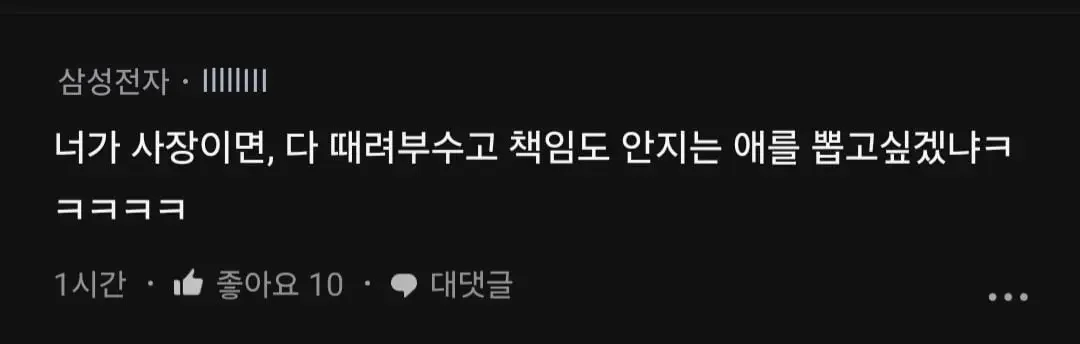 삼성전자 · llllllll
너가 사장이면, 다 때려부수고 책임도 안지는 애를 뽑고싶겠냐ㅋ
ㅋㅋㅋㅋ
1시간 · 좋아요 10 · 대댓글